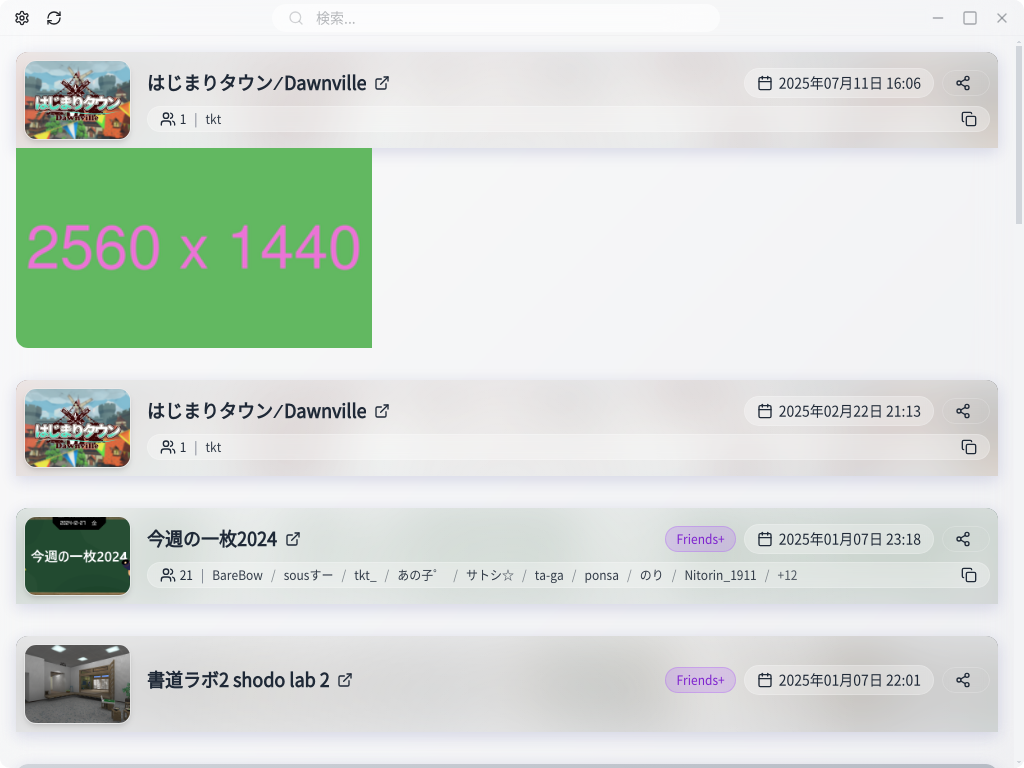 検索...
はじまりタウン⁄Dawnville
2025年07月11日 16:06
はじまりタウン
Dawnville
1 | tkt
2560 x 1440
はじまりタウン⁄Dawnville
2025年02月22日 21:13
はじまりタウン
Dawnville
1 | tkt
今週の一枚2024
Friends+
2025年01月07日 23:18
今週の一枚2024
21 | BareBow / sousすー / tkt_ / あの子゜ / サトシ☆ / ta-ga / ponsa / のり / Nitorin_1911 / +12
書道ラボ2 shodo lab 2
Friends+
2025年01月07日 22:01